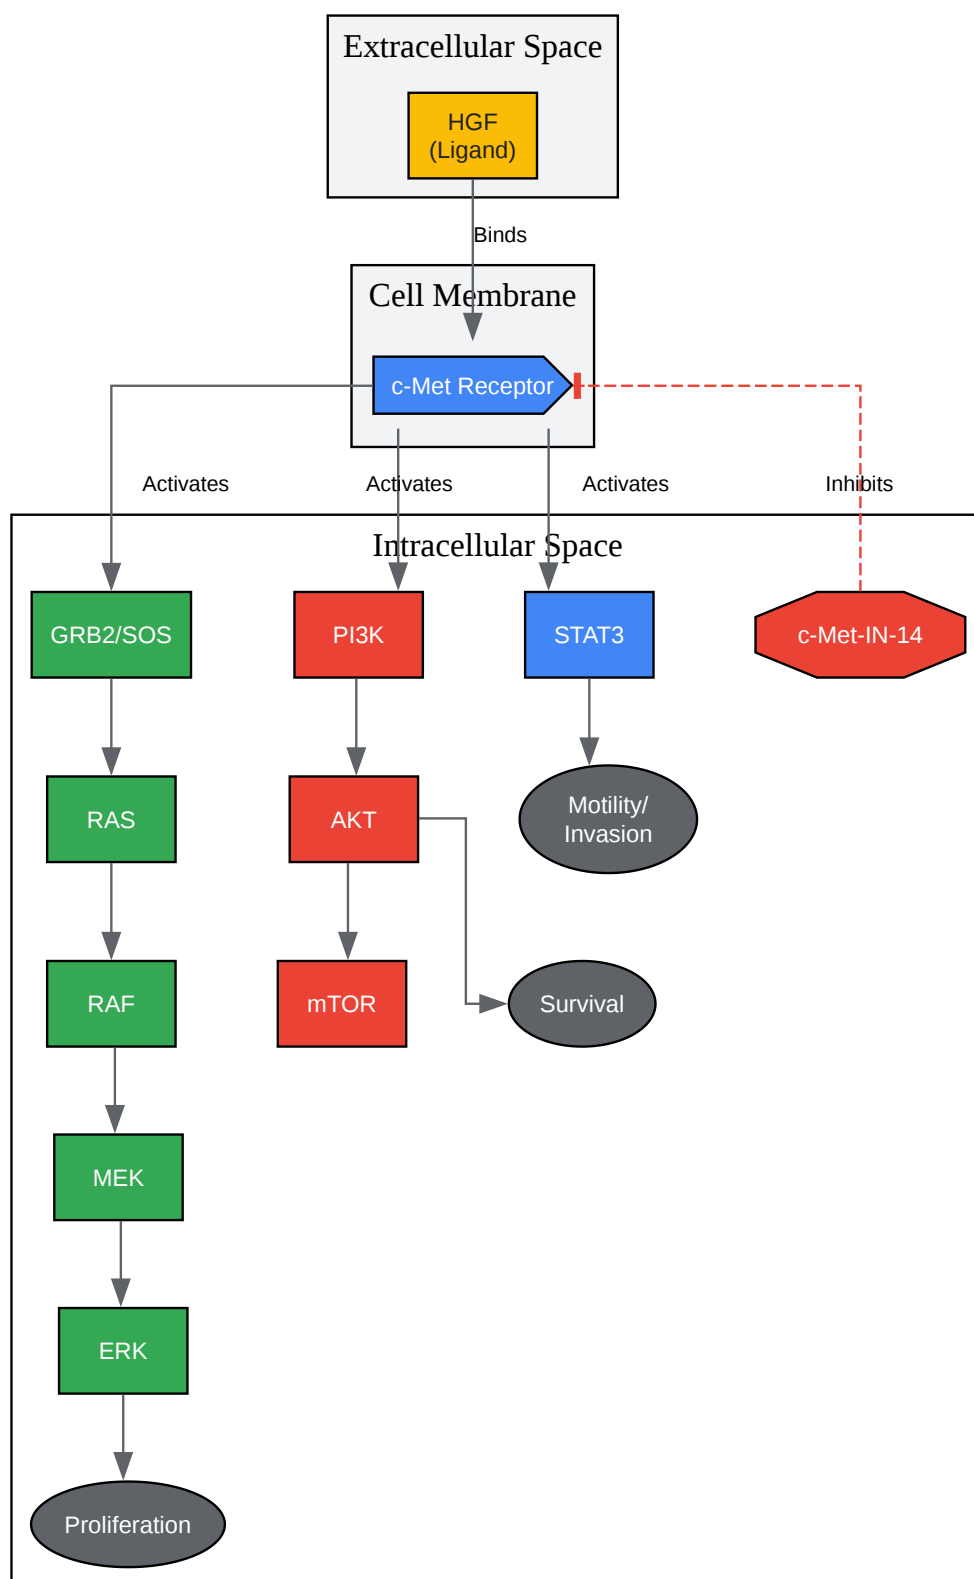 Extracellular Space
HGF
(Ligand)
Binds
Cell Membrane
c-Met Receptor
Activates
Activates
Activates
Inhibits
Intracellular Space
GRB2/SOS
PI3K
STAT3
c-Met-IN-14
RAS
AKT
Motility/
Invasion
RAF
mTOR
Survival
MEK
ERK
Proliferation